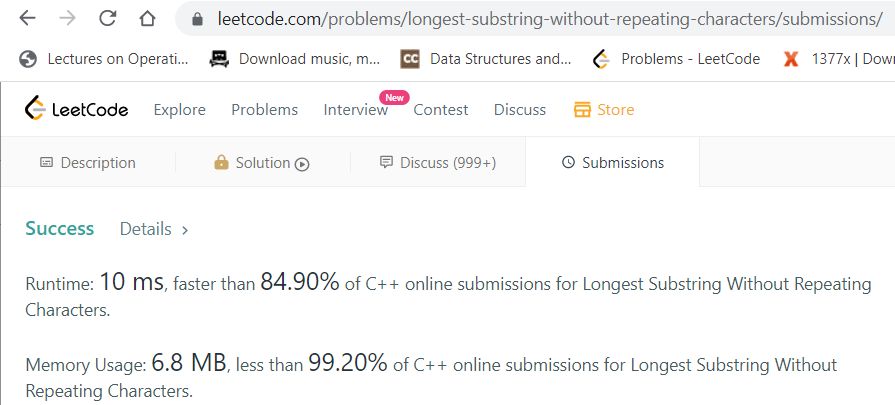 leetcode.com/problems/longest-substring-without-repeating-characters/submissions/
Lectures on Operati... Download music, m... CC Data Structures and... Problems - LeetCode X 1377x | Dow
LeetCode Explore Problems Interview New Contest Discuss Store
Description Solution Discuss (999+) Submissions
Success Details >
Runtime: 10 ms, faster than 84.90% of C++ online submissions for Longest Substring Without Repeating
Characters.
Memory Usage: 6.8 MB, less than 99.20% of C++ online submissions for Longest Substring Without
Repeating Characters.